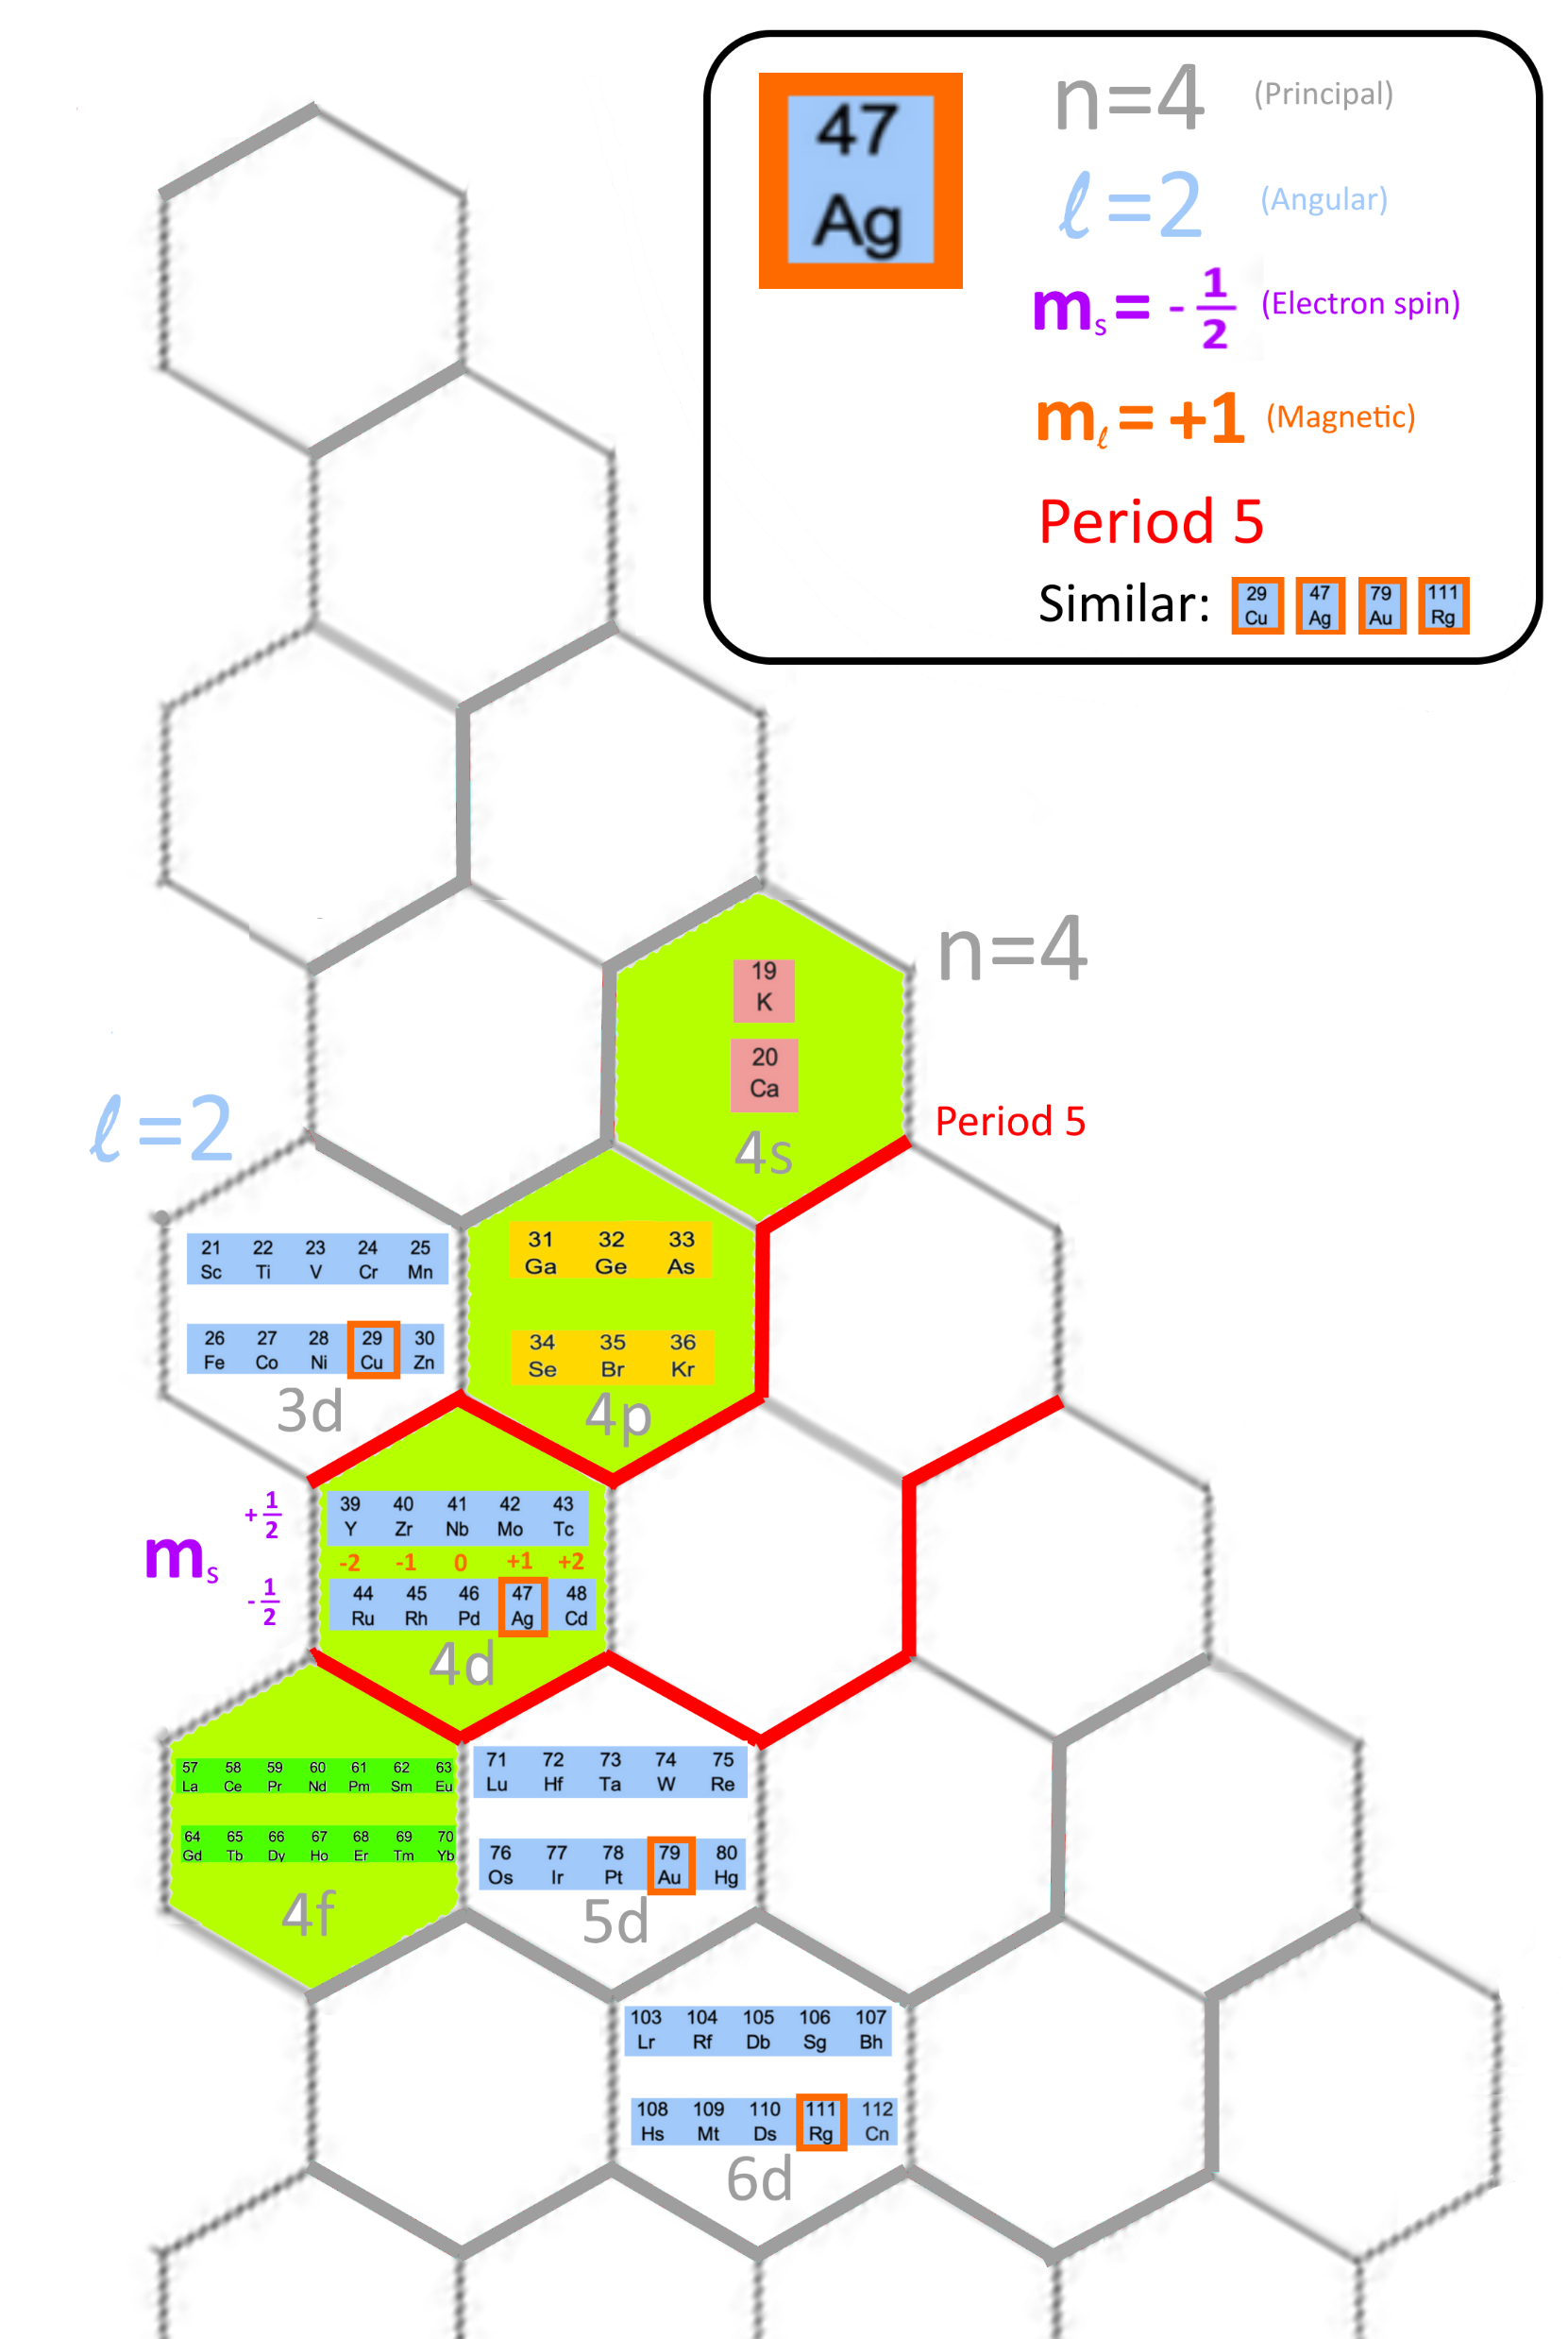 47
Ag
n=4 (Principal)
ℓ=2 (Angular)
ms = - 1/2 (Electron spin)
mℓ = +1 (Magnetic)
Period 5
Similar: 29 Cu 47 Ag 79 Au 111 Rg
n=4
19
K
20
Ca
4s
Period 5
ℓ=2
21 22 23 24 25
Sc Ti V Cr Mn
26 27 28 29 30
Fe Co Ni Cu Zn
3d
31 32 33
Ga Ge As
34 35 36
Se Br Kr
4p
ms
+ 1/2
- 1/2
39 40 41 42 43
Y Zr Nb Mo Tc
-2 -1 0 +1 +2
44 45 46 47 48
Ru Rh Pd Ag Cd
4d
57 58 59 60 61 62 63
La Ce Pr Nd Pm Sm Eu
64 65 66 67 68 69 70
Gd Tb Dy Ho Er Tm Yb
4f
71 72 73 74 75
Lu Hf Ta W Re
76 77 78 79 80
Os Ir Pt Au Hg
5d
103 104 105 106 107
Lr Rf Db Sg Bh
108 109 110 111 112
Hs Mt Ds Rg Cn
6d